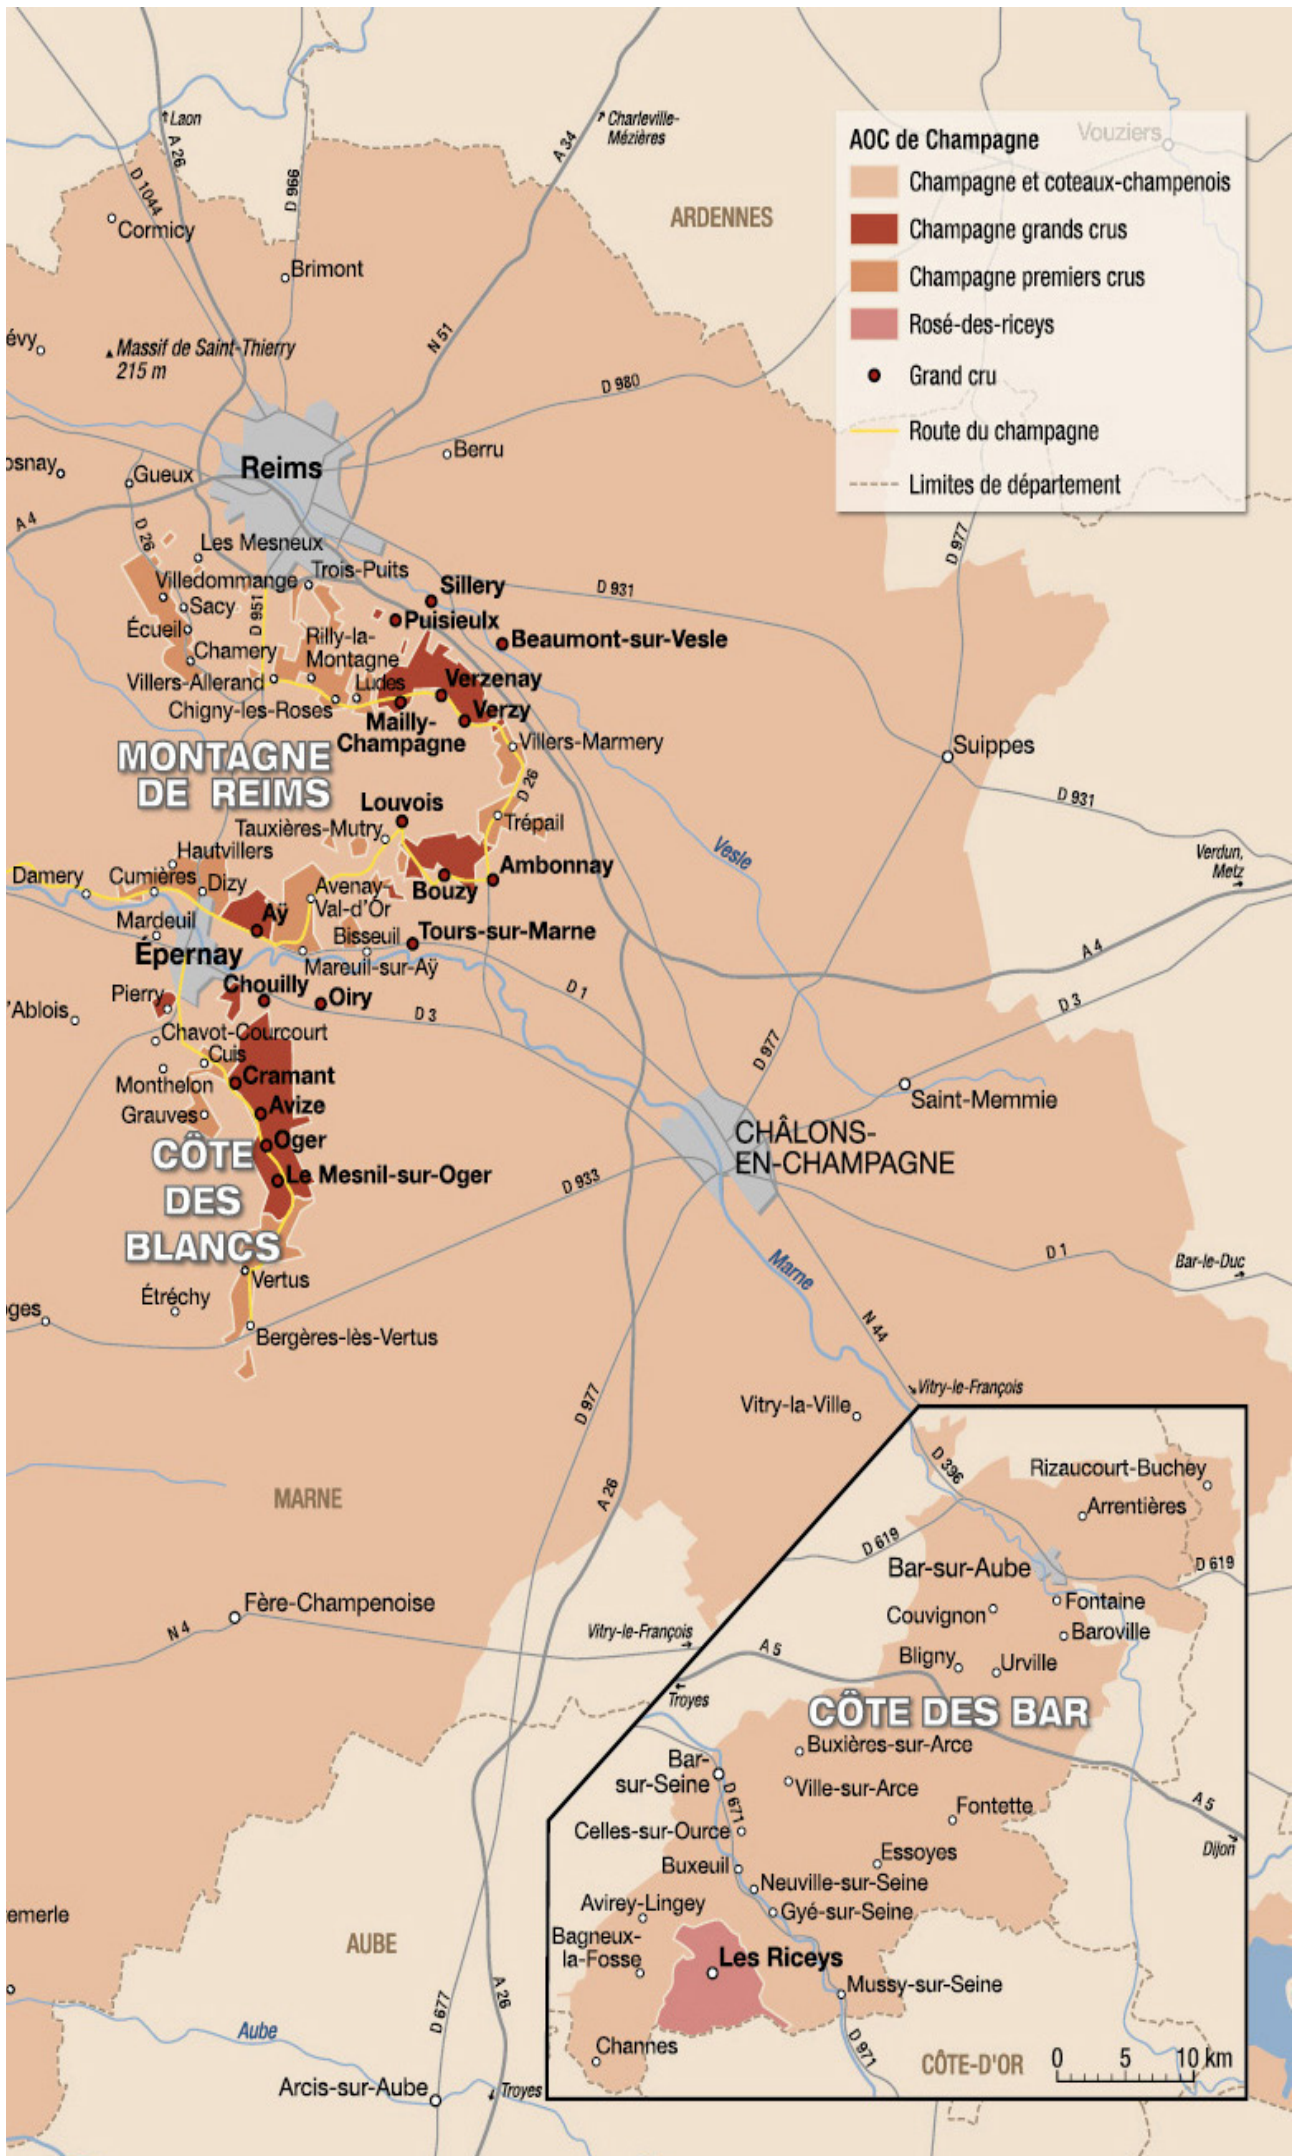 Laon
A 26
D 1044
D 966
A 34
Charleville-
Mézières
ARDENNES
Vouziers
AOC de Champagne
Champagne et coteaux-champenois
Champagne grands crus
Champagne premiers crus
Rosé-des-riceys
Grand cru
Route du champagne
Limites de département
Cormicy
Brimont
évy
Massif de Saint-Thierry
215 m
N 51
D 980
Reims
Berru
osnay
Gueux
A 4
D 26
D 977
Les Mesneux
Trois-Puits
Villedommange
Sillery
D 931
Sacy
D 951
Puisieulx
Écueil
Rilly-la-
Montagne
Beaumont-sur-Vesle
Chamery
Villers-Allerand
Ludes
Verzenay
Chigny-les-Roses
Mailly-
Champagne
Verzy
Villers-Marmery
Suippes
MONTAGNE
DE REIMS
D 26
D 931
Louvois
Tauxières-Mutry
Trépail
Vesle
Verdun,
Metz
Hautvillers
Damery
Cumières
Dizy
Avenay-
Val-d'Or
Bouzy
Ambonnay
Mardeuil
Aÿ
Bisseuil
Tours-sur-Marne
A 4
Épernay
Mareuil-sur-Aÿ
Chouilly
Oiry
D 1
D 3
D 3
Pierry
'Ablois
Chavot-Courcourt
D 977
Cuis
Monthelon
Cramant
Saint-Memmie
Grauves
Avize
Oger
CHÂLONS-
EN-CHAMPAGNE
CÔTE
DES
BLANCS
Le Mesnil-sur-Oger
D 933
D 1
Bar-le-Duc
Marne
Vertus
Étréchy
oges
Bergères-lès-Vertus
N 44
Vitry-le-François
D 977
Vitry-la-Ville
MARNE
A 26
D 396
Rizaucourt-Buchey
Arrentières
D 619
D 619
Bar-sur-Aube
Fontaine
Couvignon
Baroville
Fère-Champenoise
N 4
Vitry-le-François
A 5
Bligny
Urville
Troyes
CÔTE DES BAR
Buxières-sur-Arce
Bar-
sur-Seine
D 671
Ville-sur-Arce
A 5
Fontette
Dijon
Celles-sur-Ource
Essoyes
Buxeuil
Neuville-sur-Seine
Avirey-Lingey
Gyé-sur-Seine
emerle
AUBE
Bagneux-
la-Fosse
Les Riceys
Mussy-sur-Seine
D 677
A 26
Aube
Channes
D 971
CÔTE-D'OR
0 5 10 km
Arcis-sur-Aube
Troyes